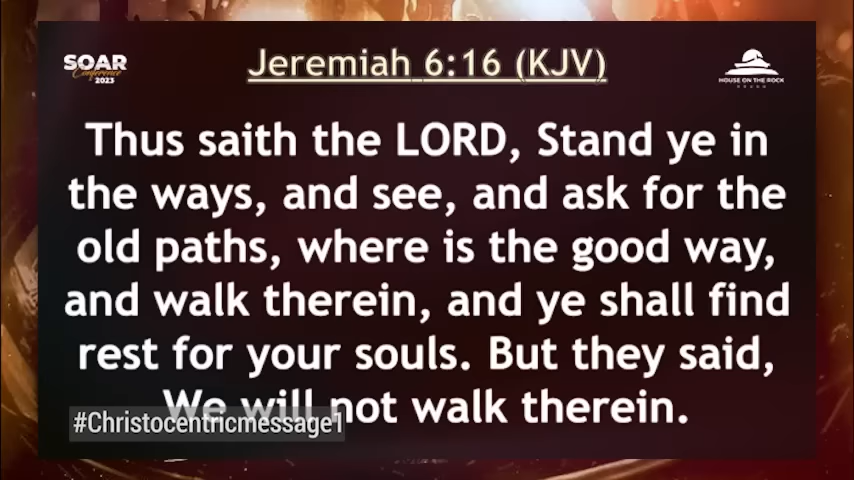 SOAR
Conference
2023
Jeremiah 6:16 (KJV)
HOUSE ON THE ROCK
Thus saith the LORD, Stand ye in
the ways, and see, and ask for the
old paths, where is the good way,
and walk therein, and ye shall find
rest for your souls. But they said,
We will not walk therein.
#Christocentricmessage1